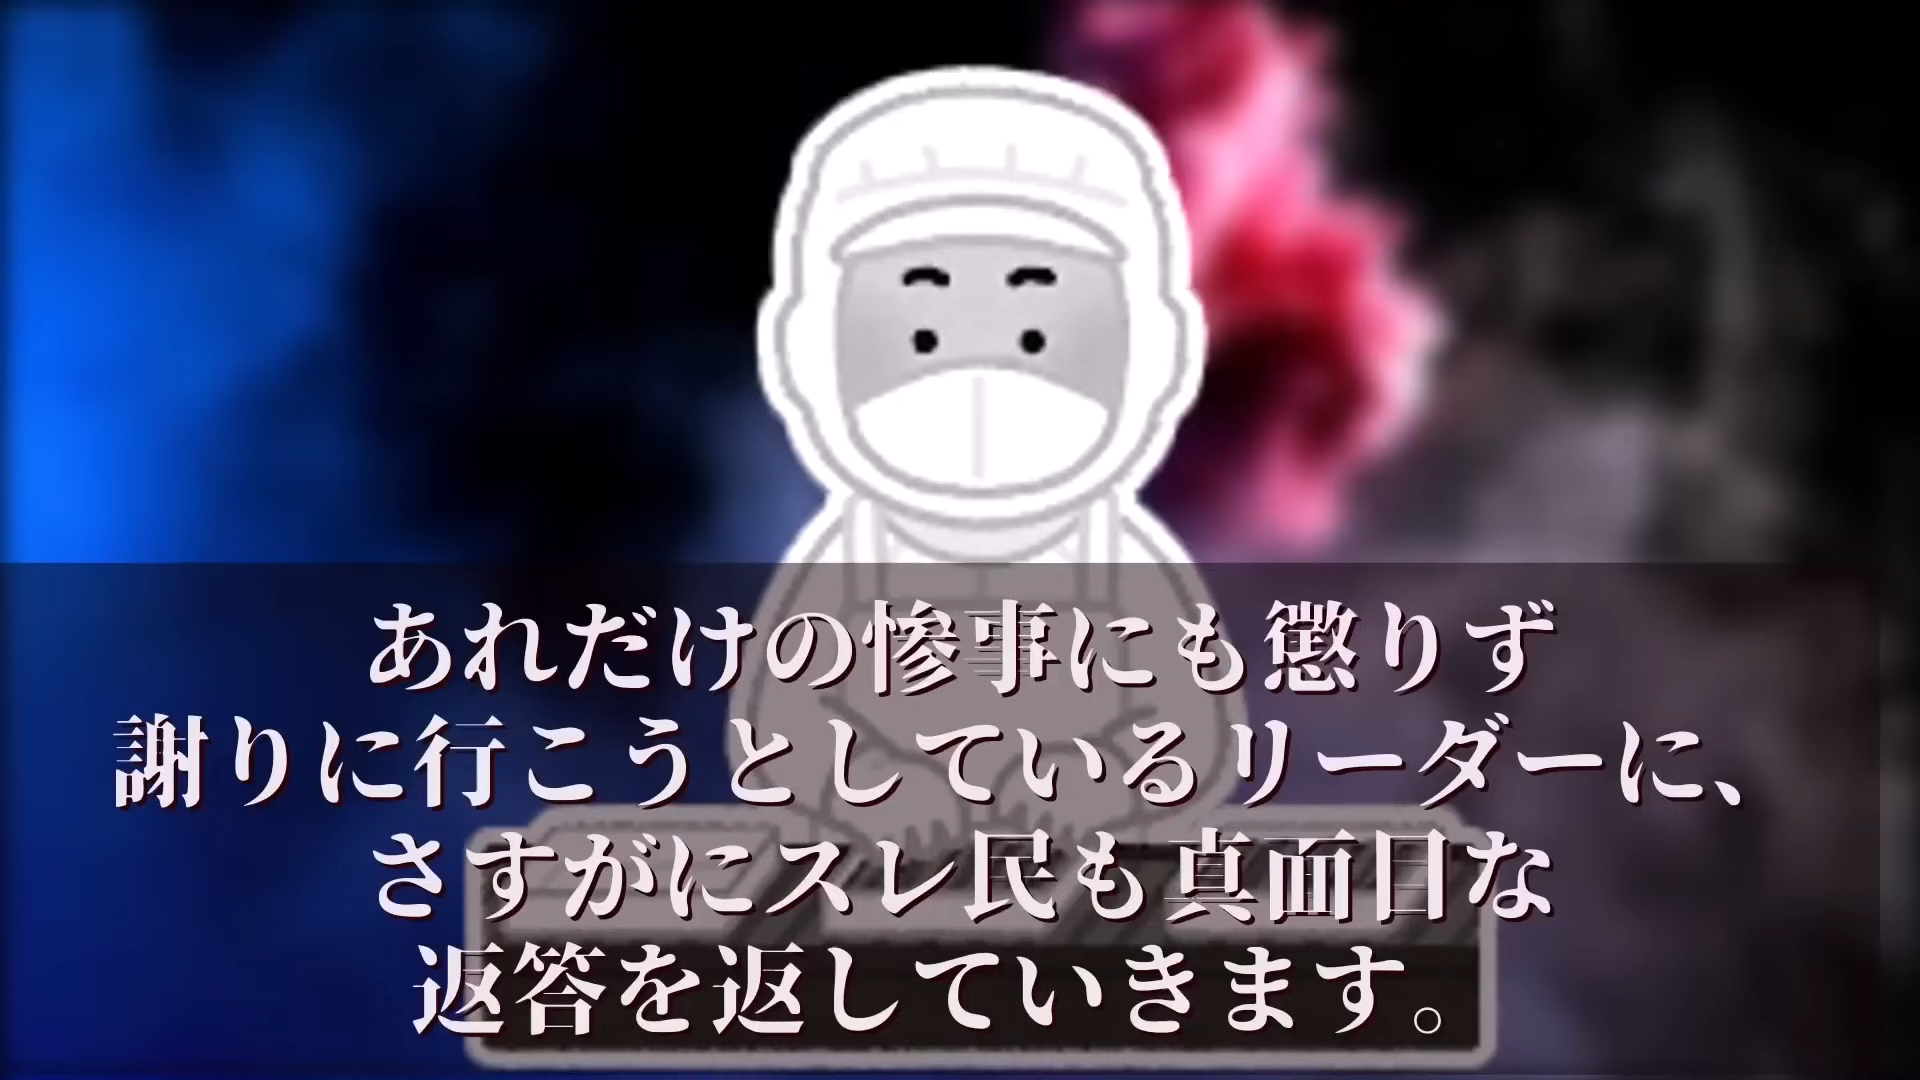 あれだけの惨事にも懲りず
謝りに行こうとしているリーダーに、
さすがにスレ民も真面目な
返答を返していきます。